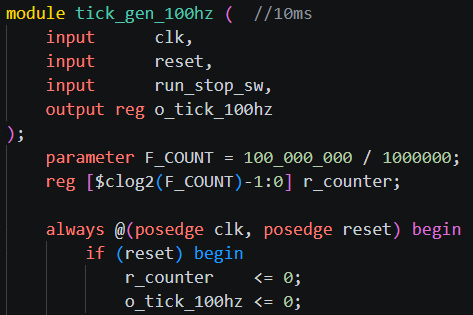 module tick_gen_100hz (  //10ms
    input      clk,
    input      reset,
    input      run_stop_sw,
    output reg o_tick_100hz
);
    parameter F_COUNT = 100_000_000 / 1000000;
    reg [$clog2(F_COUNT)-1:0] r_counter;

    always @(posedge clk, posedge reset) begin
        if (reset) begin
            r_counter    <= 0;
            o_tick_100hz <= 0;